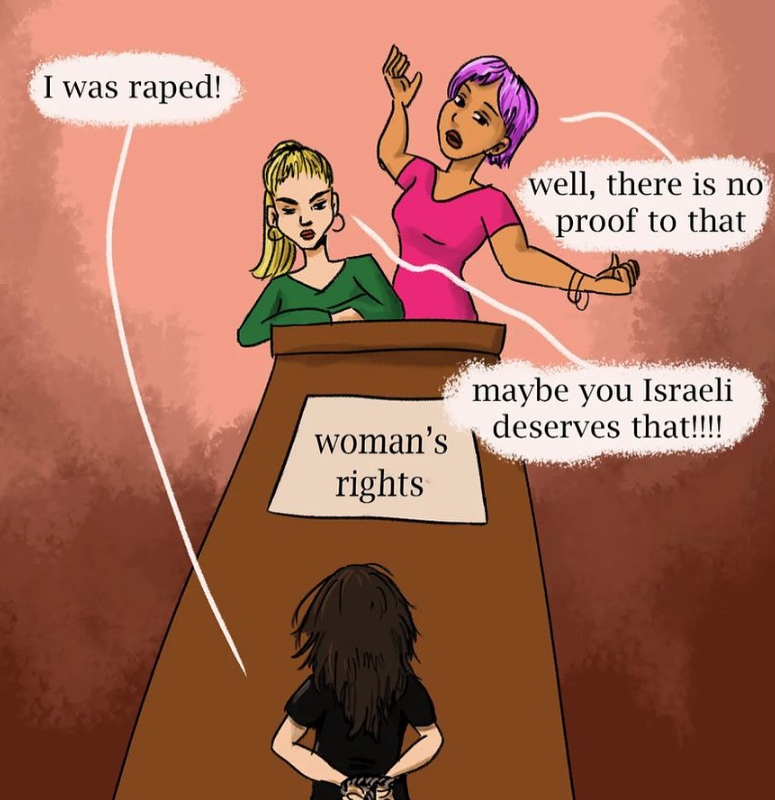 I was raped!
well, there is no
proof to that
maybe you Israeli
deserves that!!!!
woman's
rights